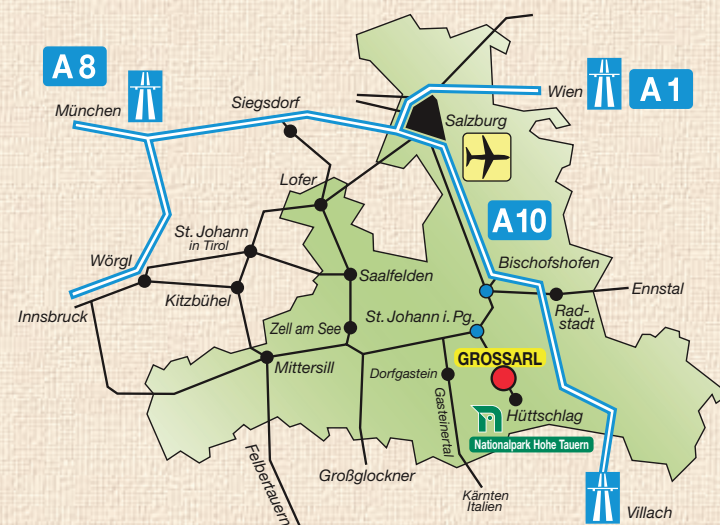 A 8
München
Siegsdorf
Wien
A 1
Salzburg
Lofer
A10
St. Johann
in Tirol
Wörgl
Bischofshofen
Saalfelden
Kitzbühel
Ennstal
Innsbruck
Rad-
stadt
Zell am See
St. Johann i. Pg.
GROSSARL
Mittersill
Dorfgastein
Gasteinertal
Hüttschlag
Nationalpark Hohe Tauern
Felbertauern
Großglockner
Kärnten
Italien
Villach